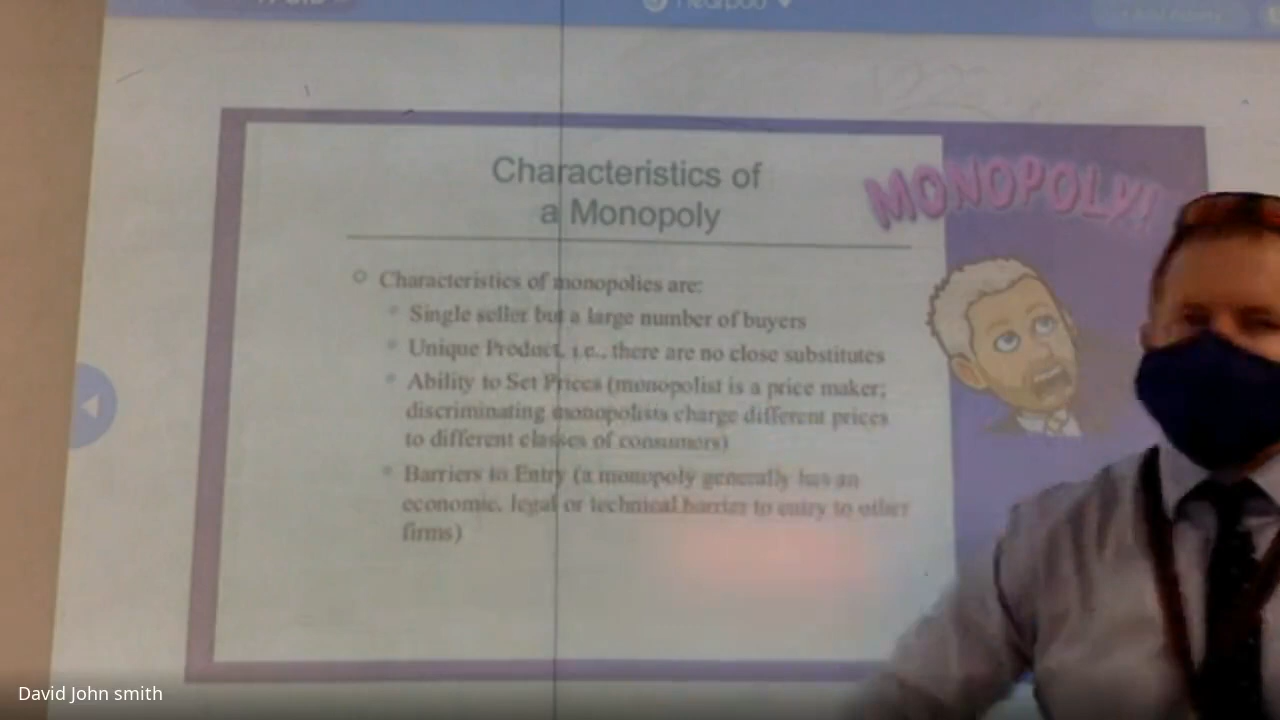 Nearpod
Characteristics of
a Monopoly
MONOPOLY!
Characteristics of monopolies are:
Single seller but a large number of buyers
Unique Product, i.e., there are no close substitutes
Ability to Set Prices (monopolist is a price maker;
discriminating monopolists charge different prices
to different classes of consumers)
Barriers to Entry (a monopoly generally has an
economic, legal or technical barrier to entry to other
firms)
David John smith